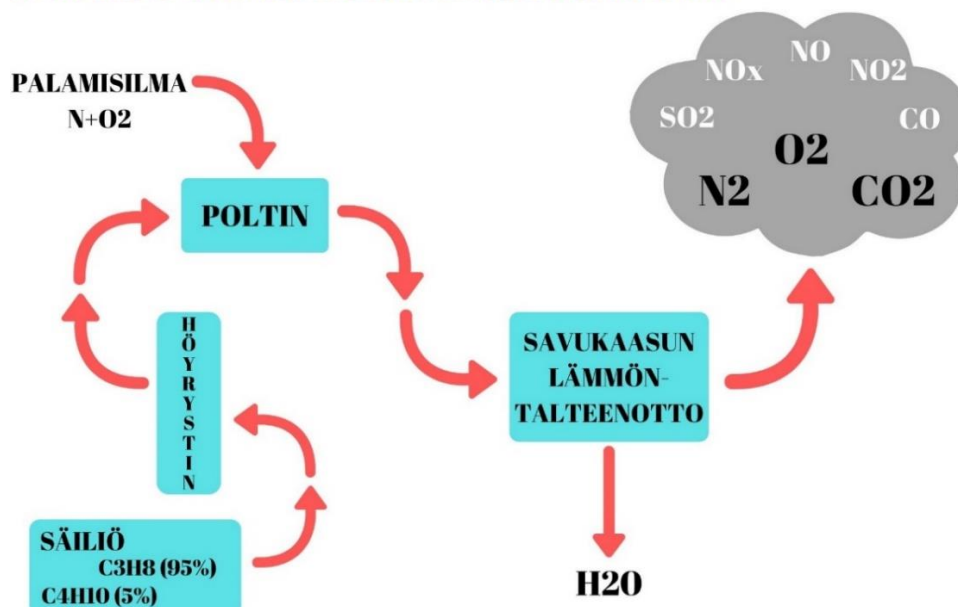 PALAMISILMA
N+O2
POLTIN
HÖYRYSTIN
SÄILIÖ
C3H8 (95%)
C4H10 (5%)
SAVUKAASUN
LÄMMÖN-
TALTEENOTTO
H2O
NO
NOx
NO2
SO2
CO
O2
N2
CO2